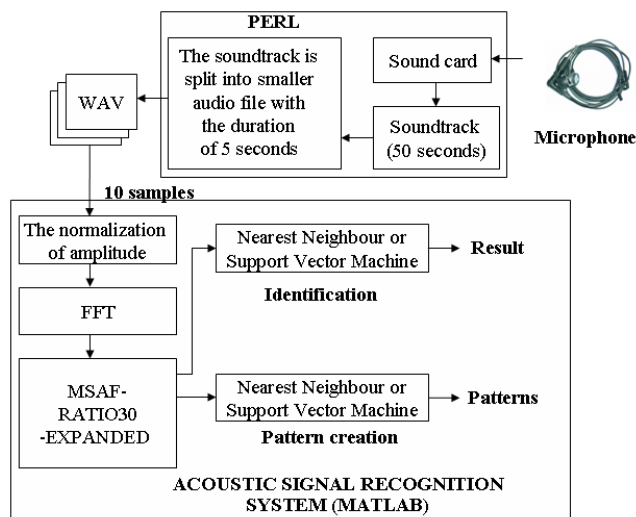 PERL
Microphone
Sound card
Soundtrack
(50 seconds)
The soundtrack is
split into smaller
audio file with
the duration
of 5 seconds
WAV
10 samples
The normalization
of amplitude
FFT
MSAF-
RATIO30
-EXPANDED
Nearest Neighbour or
Support Vector Machine
Identification
Result
Nearest Neighbour or
Support Vector Machine
Pattern creation
Patterns
ACOUSTIC SIGNAL RECOGNITION
SYSTEM (MATLAB)